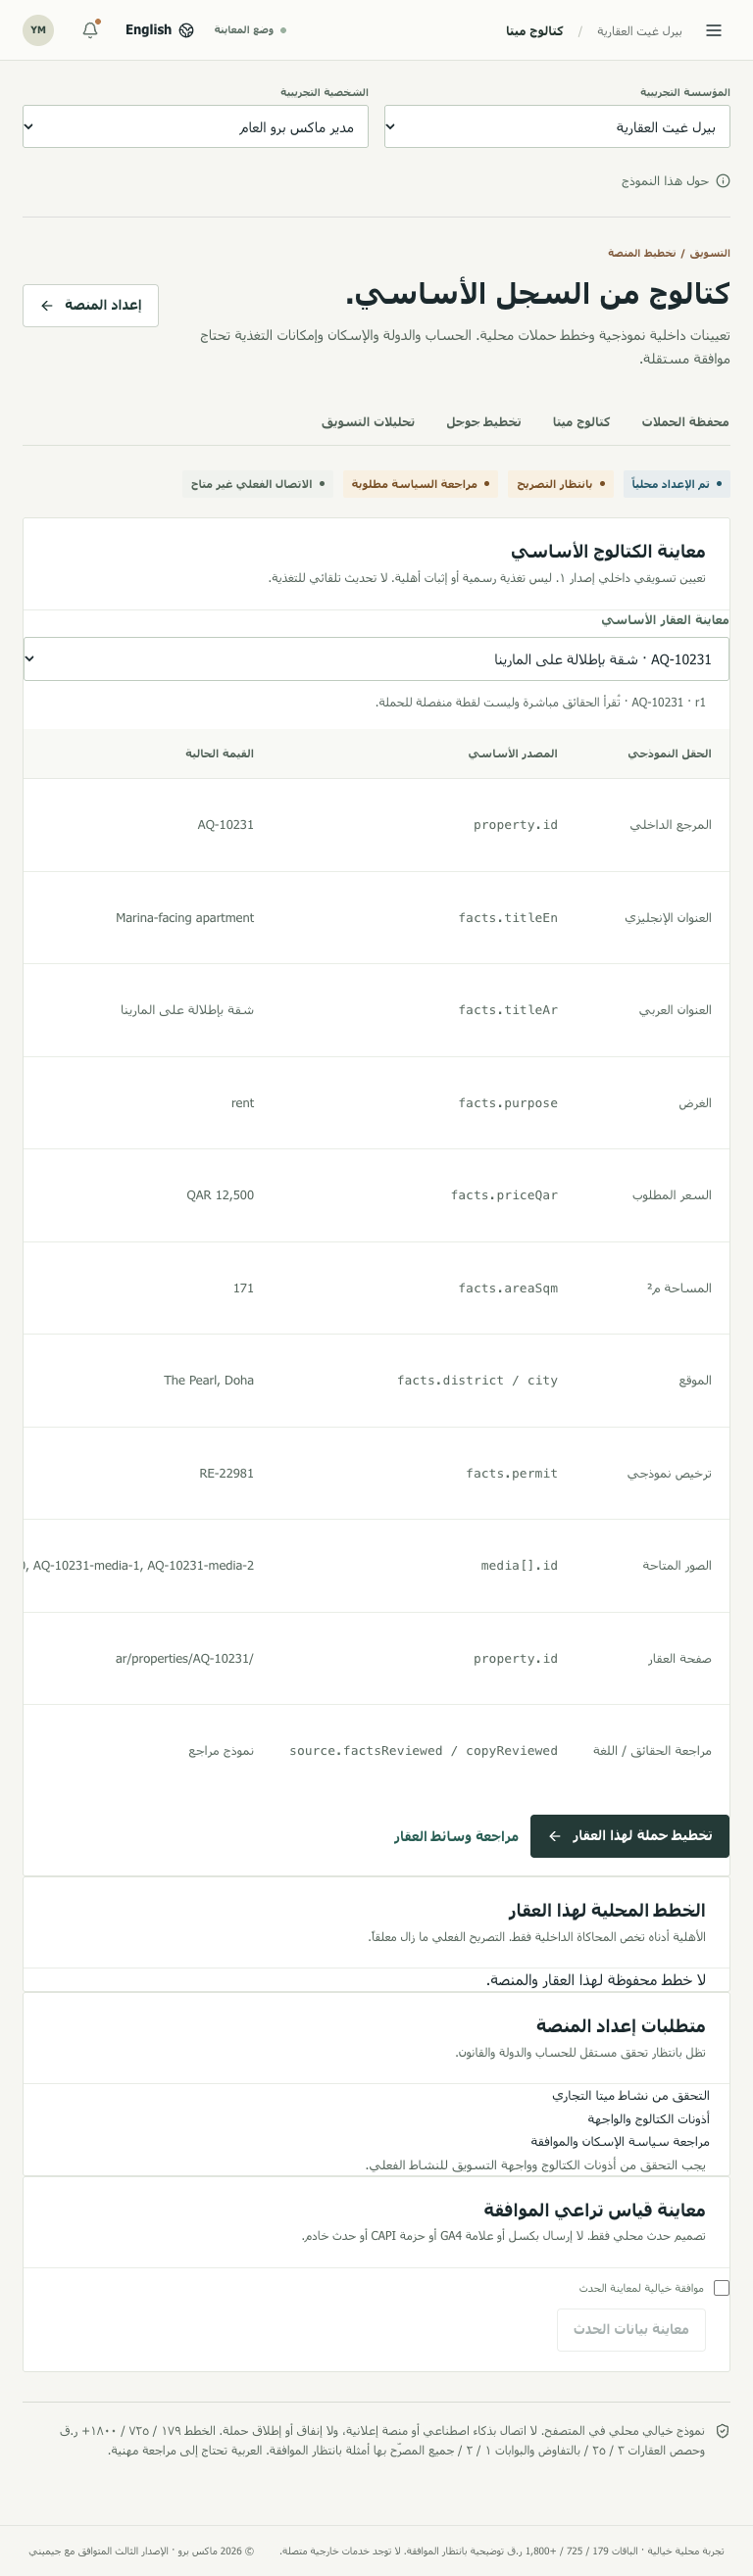 بيرل غيت العقارية / كتالوج ميتا
وضع المعاينة
English
YM
المؤسسة التجريبية
بيرل غيت العقارية
الشخصية التجريبية
مدير ماكس برو العام
حول هذا النموذج
التسويق / تخطيط المنصة
كتالوج من السجل الأساسي.
تعيينات داخلية نموذجية وخطط حملات محلية. الحساب والدولة والإسكان وإمكانات التغذية تحتاج
موافقة مستقلة.
إعداد المنصة
محفظة الحملات
كتالوج ميتا
تخطيط جوجل
تحليلات التسويق
تم الإعداد محلياً
بانتظار التصريح
مراجعة السياسة مطلوبة
الاتصال الفعلي غير متاح
معاينة الكتالوج الأساسي
تعيين تسويقي داخلي إصدار ١. ليس تغذية رسمية أو إثبات أهلية. لا تحديث تلقائي للتغذية.
معاينة العقار الأساسي
AQ-10231 · شقة بإطلالة على المارينا
AQ-10231 · r1 · تُقرأ الحقائق مباشرة وليست لقطة منفصلة للحملة.
الحقل النموذجي المصدر الأساسي القيمة الحالية
المرجع الداخلي property.id AQ-10231
العنوان الإنجليزي facts.titleEn Marina-facing apartment
العنوان العربي facts.titleAr شقة بإطلالة على المارينا
الغرض facts.purpose rent
السعر المطلوب facts.priceQar QAR 12,500
المساحة م² facts.areaSqm 171
الموقع facts.district / city The Pearl, Doha
ترخيص نموذجي facts.permit RE-22981
الصور المتاحة media[].id , AQ-10231-media-1, AQ-10231-media-2
صفحة العقار property.id ar/properties/AQ-10231/
مراجعة الحقائق / اللغة source.factsReviewed / copyReviewed نموذج مراجع
تخطيط حملة لهذا العقار
مراجعة وسائط العقار
الخطط المحلية لهذا العقار
الأهلية أدناه تخص المحاكاة الداخلية فقط. التصريح الفعلي ما زال معلقاً.
لا خطط محفوظة لهذا العقار والمنصة.
متطلبات إعداد المنصة
تظل بانتظار تحقق مستقل للحساب والدولة والقانون.
التحقق من نشاط ميتا التجاري
أذونات الكتالوج والواجهة
مراجعة سياسة الإسكان والموافقة
يجب التحقق من أذونات الكتالوج وواجهة التسويق للنشاط الفعلي.
معاينة قياس تراعي الموافقة
تصميم حدث محلي فقط. لا إرسال بكسل أو علامة GA4 أو حزمة CAPI أو حدث خادم.
موافقة خيالية لمعاينة الحدث
معاينة بيانات الحدث
نموذج خيالي محلي في المتصفح. لا اتصال بذكاء اصطناعي أو منصة إعلانية، ولا إنفاق أو إطلاق حملة. الخطط ١٧٩ / ٧٢٥ / ١٨٠٠+ ر.ق
وحصص العقارات ٣ / ٢٥ / بالتفاوض والبوابات ١ / ٢ / جميع المصرّح بها أمثلة بانتظار الموافقة. العربية تحتاج إلى مراجعة مهنية.
تجربة محلية خيالية · الباقات 179 / 725 / +1,800 ر.ق توضيحية بانتظار الموافقة. لا توجد خدمات خارجية متصلة.
© 2026 ماكس برو · الإصدار الثالث المتوافق مع جيميني